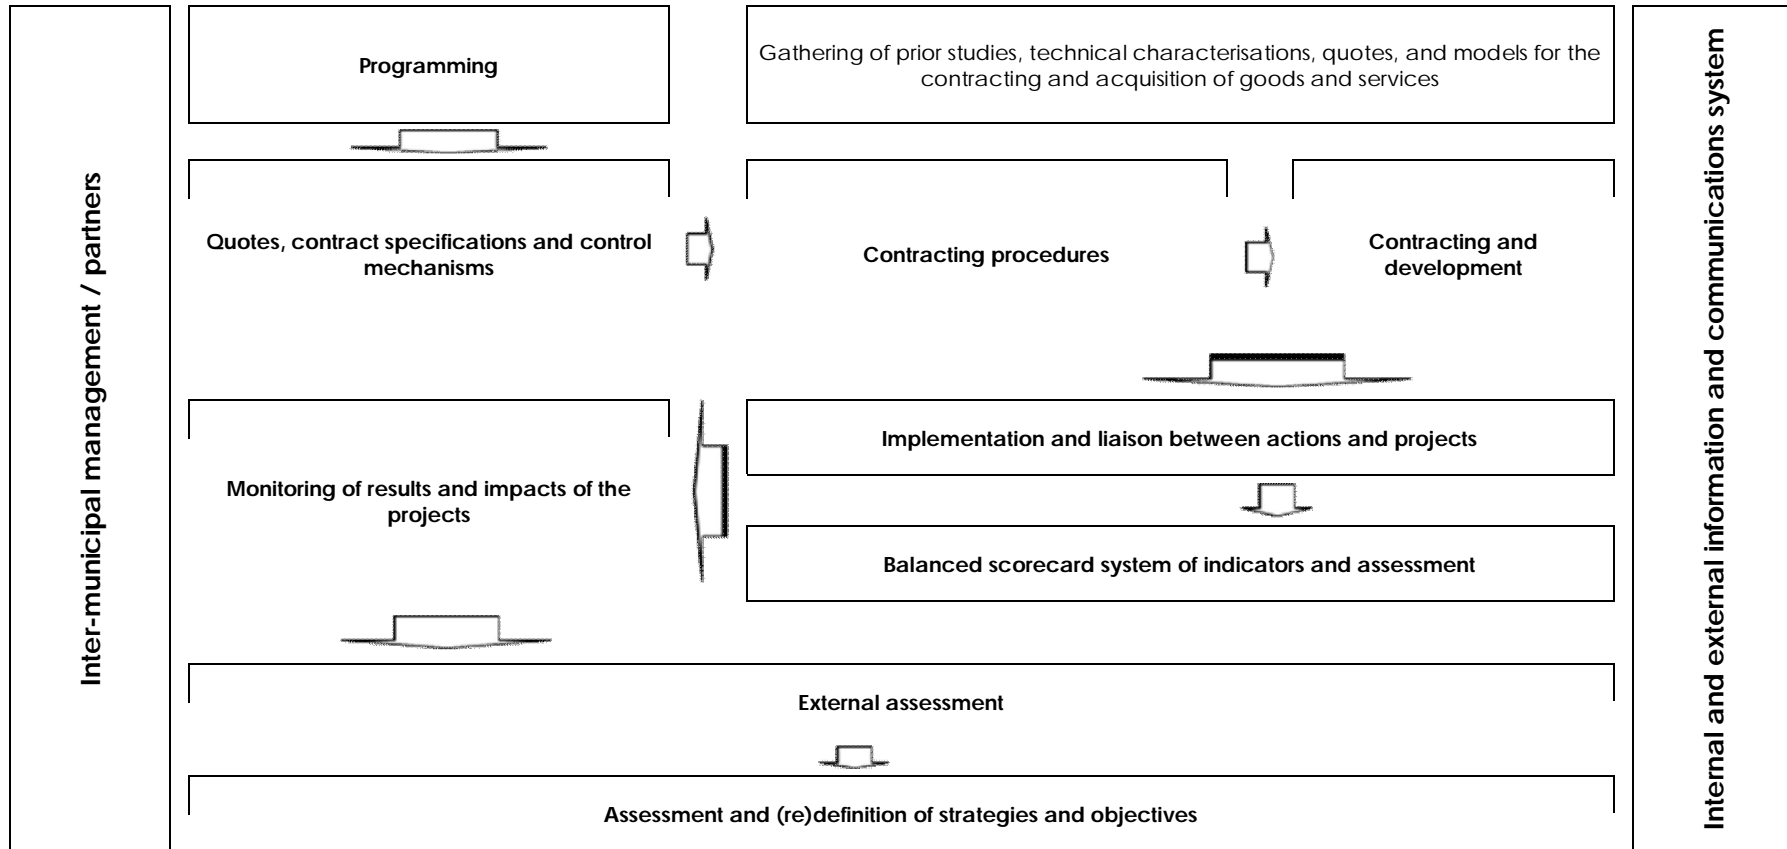 Inter-municipal management / partners
Programming
Gathering of prior studies, technical characterisations, quotes, and models for the
contracting and acquisition of goods and services
Quotes, contract specifications and control
mechanisms
Contracting procedures
Contracting and
development
Implementation and liaison between actions and projects
Monitoring of results and impacts of the
projects
Balanced scorecard system of indicators and assessment
External assessment
Assessment and (re)definition of strategies and objectives
Internal and external information and communications system